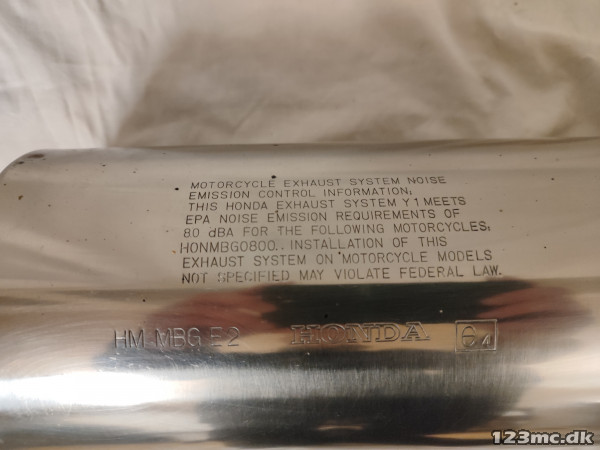 MOTORCYCLE EXHAUST SYSTEM NOISE
EMISSION CONTROL INFORMATION;
THIS HONDA EXHAUST SYSTEM Y1 MEETS
EPA NOISE EMISSION REQUIREMENTS OF
80 dBA FOR THE FOLLOWING MOTORCYCLES;
HONMBG0800.. INSTALLATION OF THIS
EXHAUST SYSTEM ON MOTORCYCLE MODELS
NOT SPECIFIED MAY VIOLATE FEDERAL LAW.
HM MBG E2 HONDA e4
123mc.dk